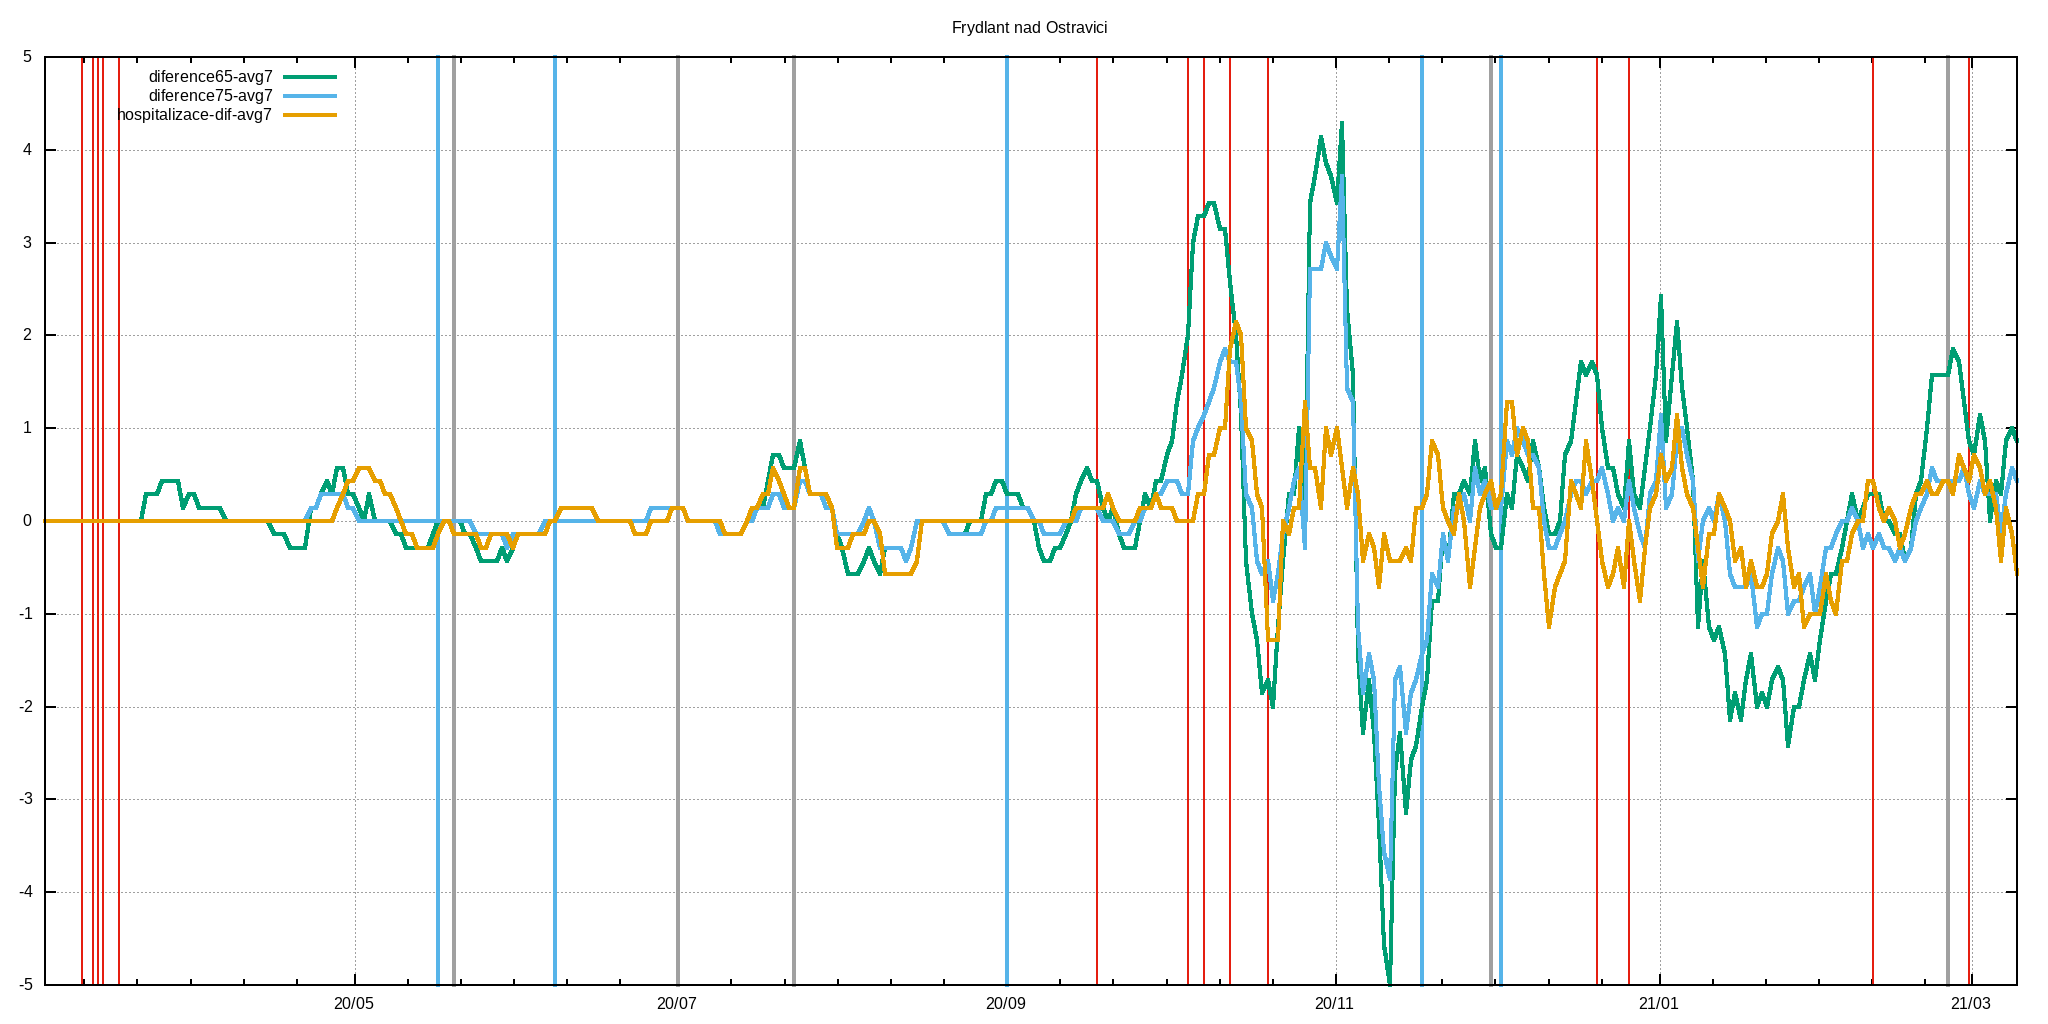 Frydlant nad Ostravici
5
diference65-avg7
diference75-avg7
hospitalizace-dif-avg7
4
3
2
1
0
-1
-2
-3
-4
-5
20/05 20/07 20/09 20/11 21/01 21/03